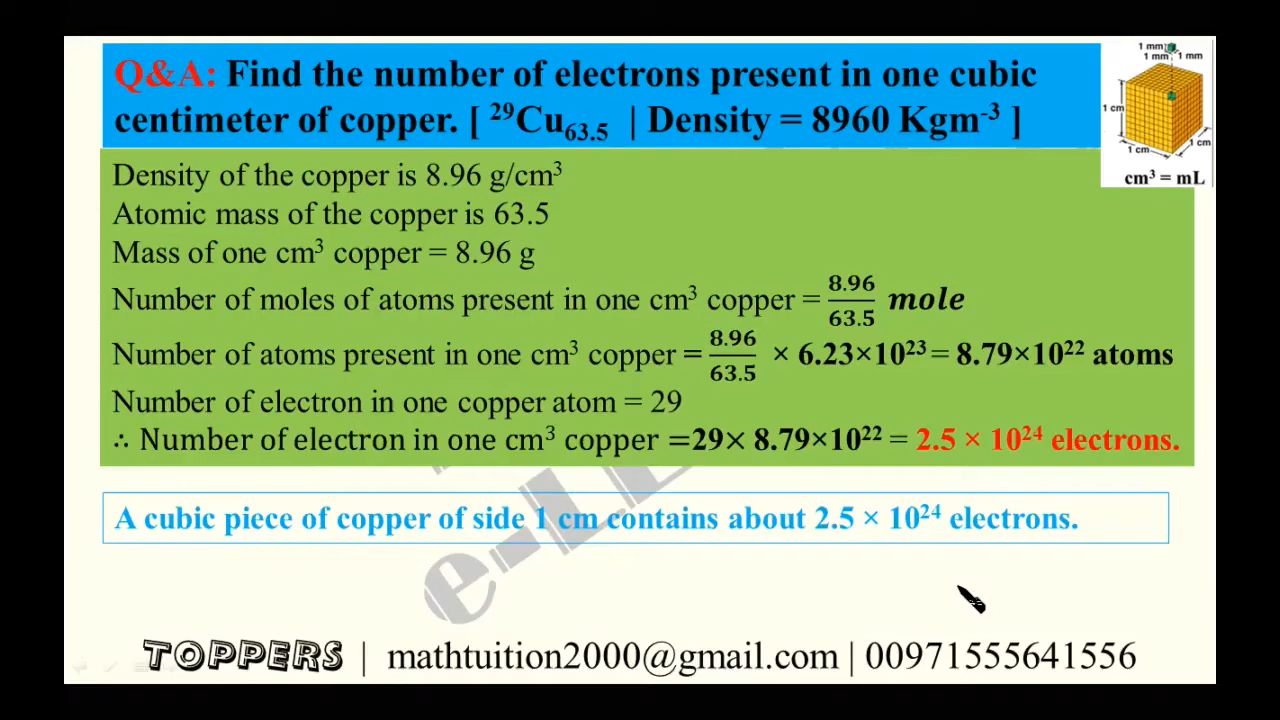 Q&A: Find the number of electrons present in one cubic
centimeter of copper. [ ²⁹Cu₆₃.₅ | Density = 8960 Kgm⁻³ ]
1 mm
1 mm 1 mm
1 cm
1 cm 1 cm
cm³ = mL
Density of the copper is 8.96 g/cm³
Atomic mass of the copper is 63.5
Mass of one cm³ copper = 8.96 g
Number of moles of atoms present in one cm³ copper = 8.96/63.5 mole
Number of atoms present in one cm³ copper = 8.96/63.5 × 6.23×10²³ = 8.79×10²² atoms
Number of electron in one copper atom = 29
∴ Number of electron in one cm³ copper =29× 8.79×10²² = 2.5 × 10²⁴ electrons.
A cubic piece of copper of side 1 cm contains about 2.5 × 10²⁴ electrons.
TOPPERS | mathtuition2000@gmail.com | 00971555641556